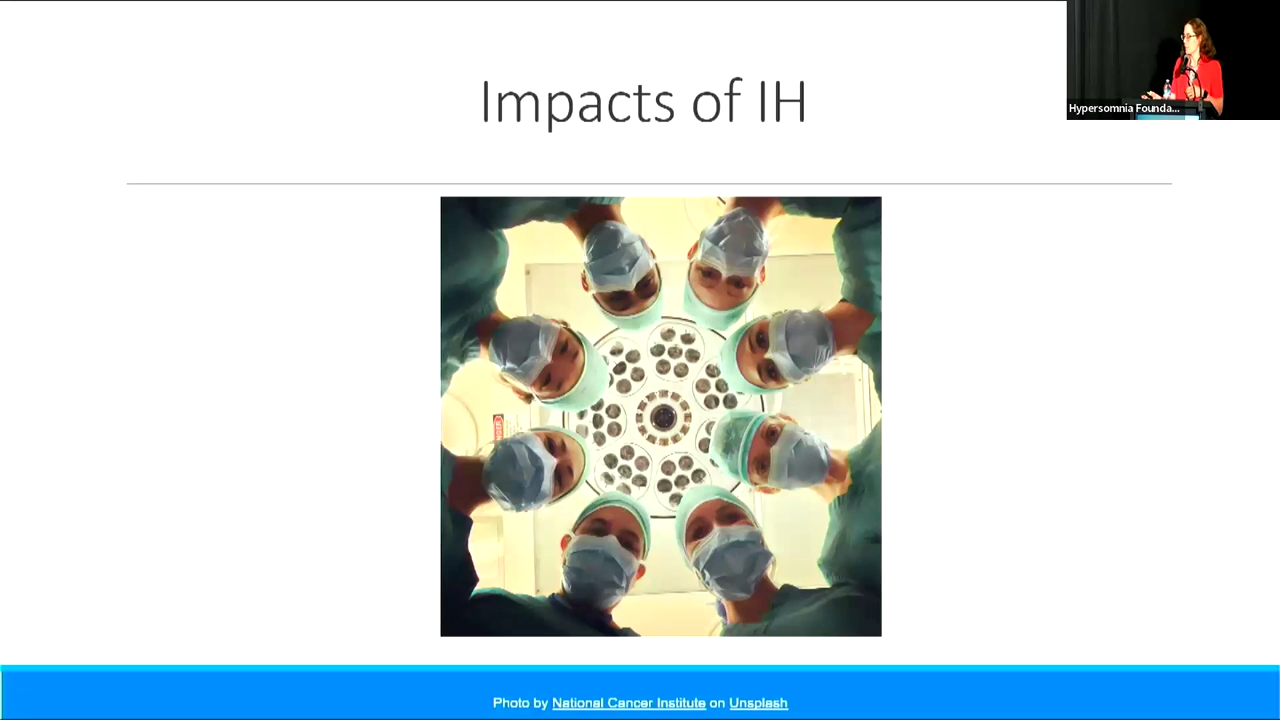 Impacts of IH
Hypersomnia Founda...
Photo by National Cancer Institute on Unsplash